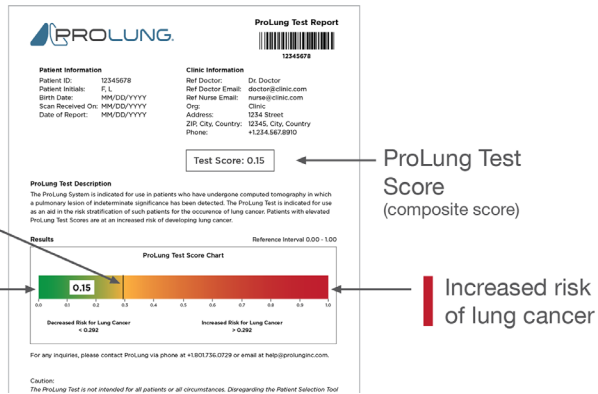 PROLUNG.
ProLung Test Report
12345678
Patient Information
Patient ID: 12345678
Patient Initials: F, L
Birth Date: MM/DD/YYYY
Scan Received On: MM/DD/YYYY
Date of Report: MM/DD/YYYY
Clinic Information
Ref Doctor: Dr. Doctor
Ref Doctor Email: doctor@clinic.com
Ref Nurse Email: nurse@clinic.com
Org: Clinic
Address: 1234 Street
ZIP, City, Country: 12345, City, Country
Phone: +1.234.567.8910
Test Score: 0.15
ProLung Test
Score
(composite score)
ProLung Test Description
The ProLung System is indicated for use in patients who have undergone computed tomography in which
a pulmonary lesion of indeterminate significance has been detected. The ProLung Test is indicated for use
as an aid in the risk stratification of such patients for the occurence of lung cancer. Patients with elevated
ProLung Test Scores are at an increased risk of developing lung cancer.
Results
Reference Interval 0.00 - 1.00
ProLung Test Score Chart
0.15
0.0 0.1 0.2 0.3 0.4 0.5 0.6 0.7 0.8 0.9 1.0
Decreased Risk for Lung Cancer
< 0.292
Increased Risk for Lung Cancer
> 0.292
Increased risk
of lung cancer
For any inquiries, please contact ProLung via phone at +1.801.736.0729 or email at help@prolunginc.com.
Caution:
The ProLung Test is not intended for all patients or all circumstances. Disregarding the Patient Selection Tool